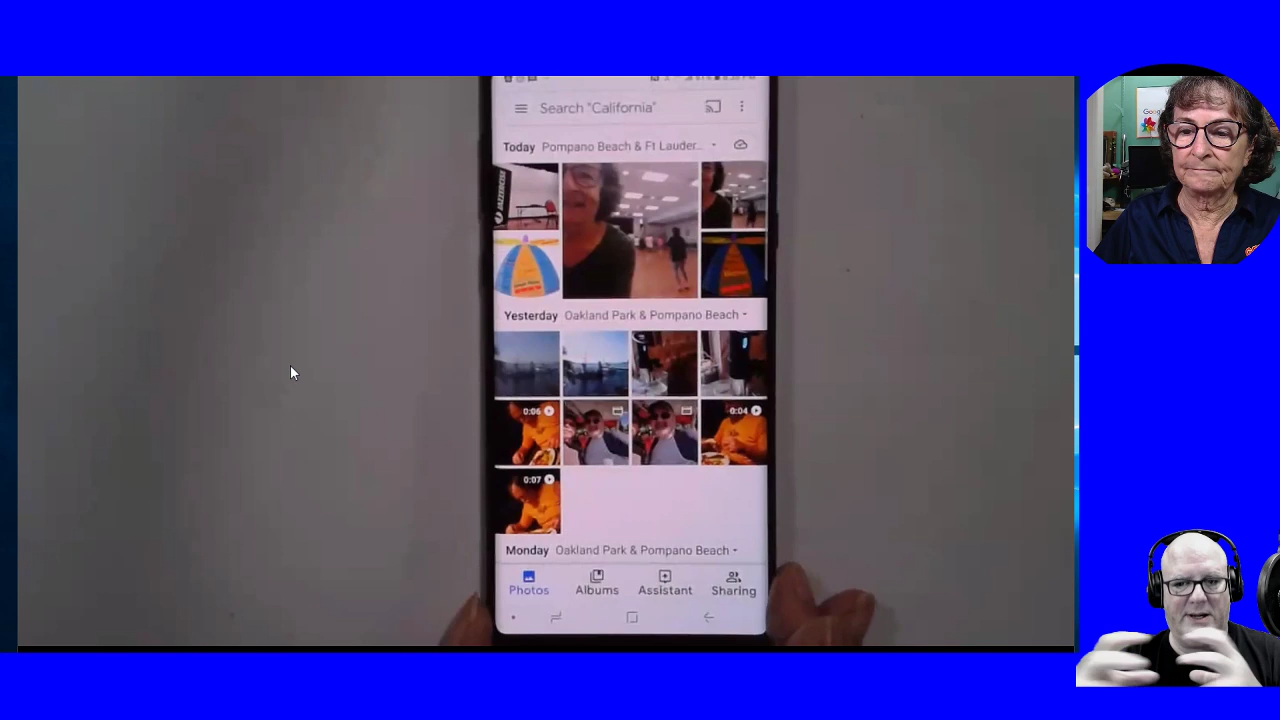 Search "California"
Today Pompano Beach & Ft Lauder...
JAZZERCISE
Yesterday Oakland Park & Pompano Beach
0:06
0:04
0:07
Monday Oakland Park & Pompano Beach
Photos Albums Assistant Sharing